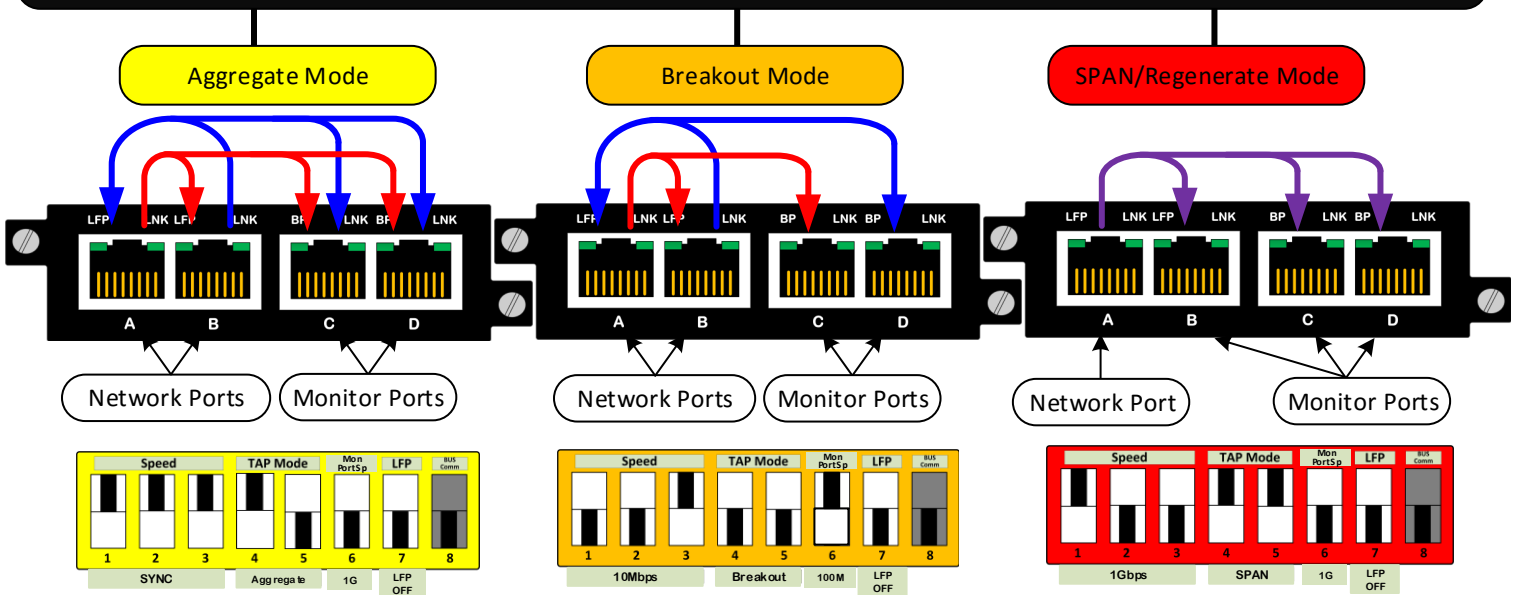 Aggregate Mode
Breakout Mode
SPAN/Regenerate Mode
LFP LNK LFP LNK BP LNK BP LNK
LFP LNK LFP LNK BP LNK BP LNK
LFP LNK LFP LNK BP LNK BP LNK
A B C D
A B C D
A B C D
Network Ports
Monitor Ports
Network Ports
Monitor Ports
Network Port
Monitor Ports
Speed TAP Mode Mon PortSp LFP BUS Comm
1 2 3 4 5 6 7 8
SYNC Aggregate 1G LFP OFF
Speed TAP Mode Mon PortSp LFP BUS Comm
1 2 3 4 5 6 7 8
10Mbps Breakout 100M LFP OFF
Speed TAP Mode Mon PortSp LFP BUS Comm
1 2 3 4 5 6 7 8
1Gbps SPAN 1G LFP OFF